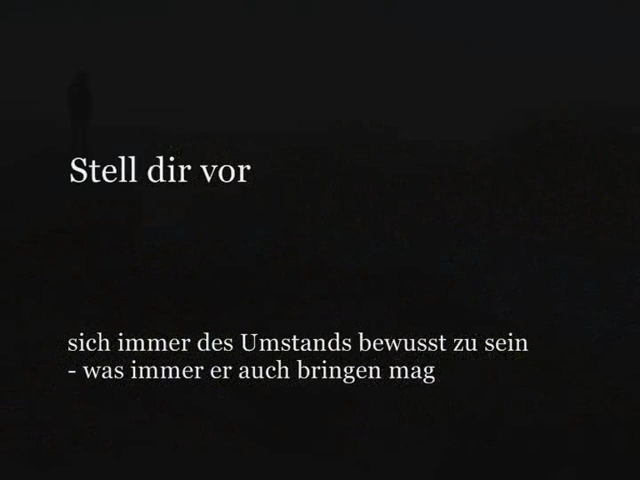 Stell dir vor
sich immer des Umstands bewusst zu sein
- was immer er auch bringen mag